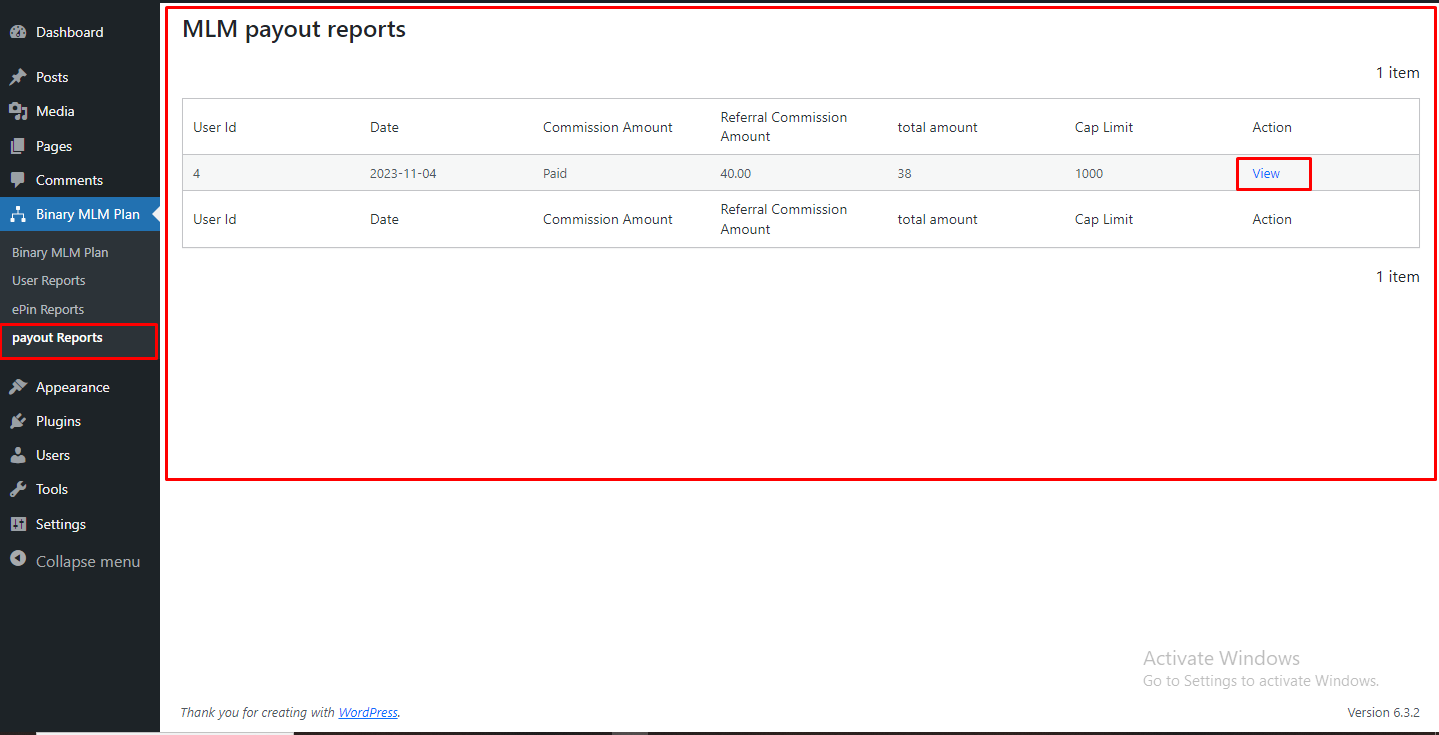 Dashboard
Posts
Media
Pages
Comments
Binary MLM Plan
Binary MLM Plan
User Reports
ePin Reports
payout Reports
Appearance
Plugins
Users
Tools
Settings
Collapse menu
MLM payout reports
1 item
User Id Date Commission Amount Referral Commission Amount total amount Cap Limit Action
4 2023-11-04 Paid 40.00 38 1000 View
User Id Date Commission Amount Referral Commission Amount total amount Cap Limit Action
1 item
Activate Windows
Go to Settings to activate Windows.
Thank you for creating with WordPress. Version 6.3.2